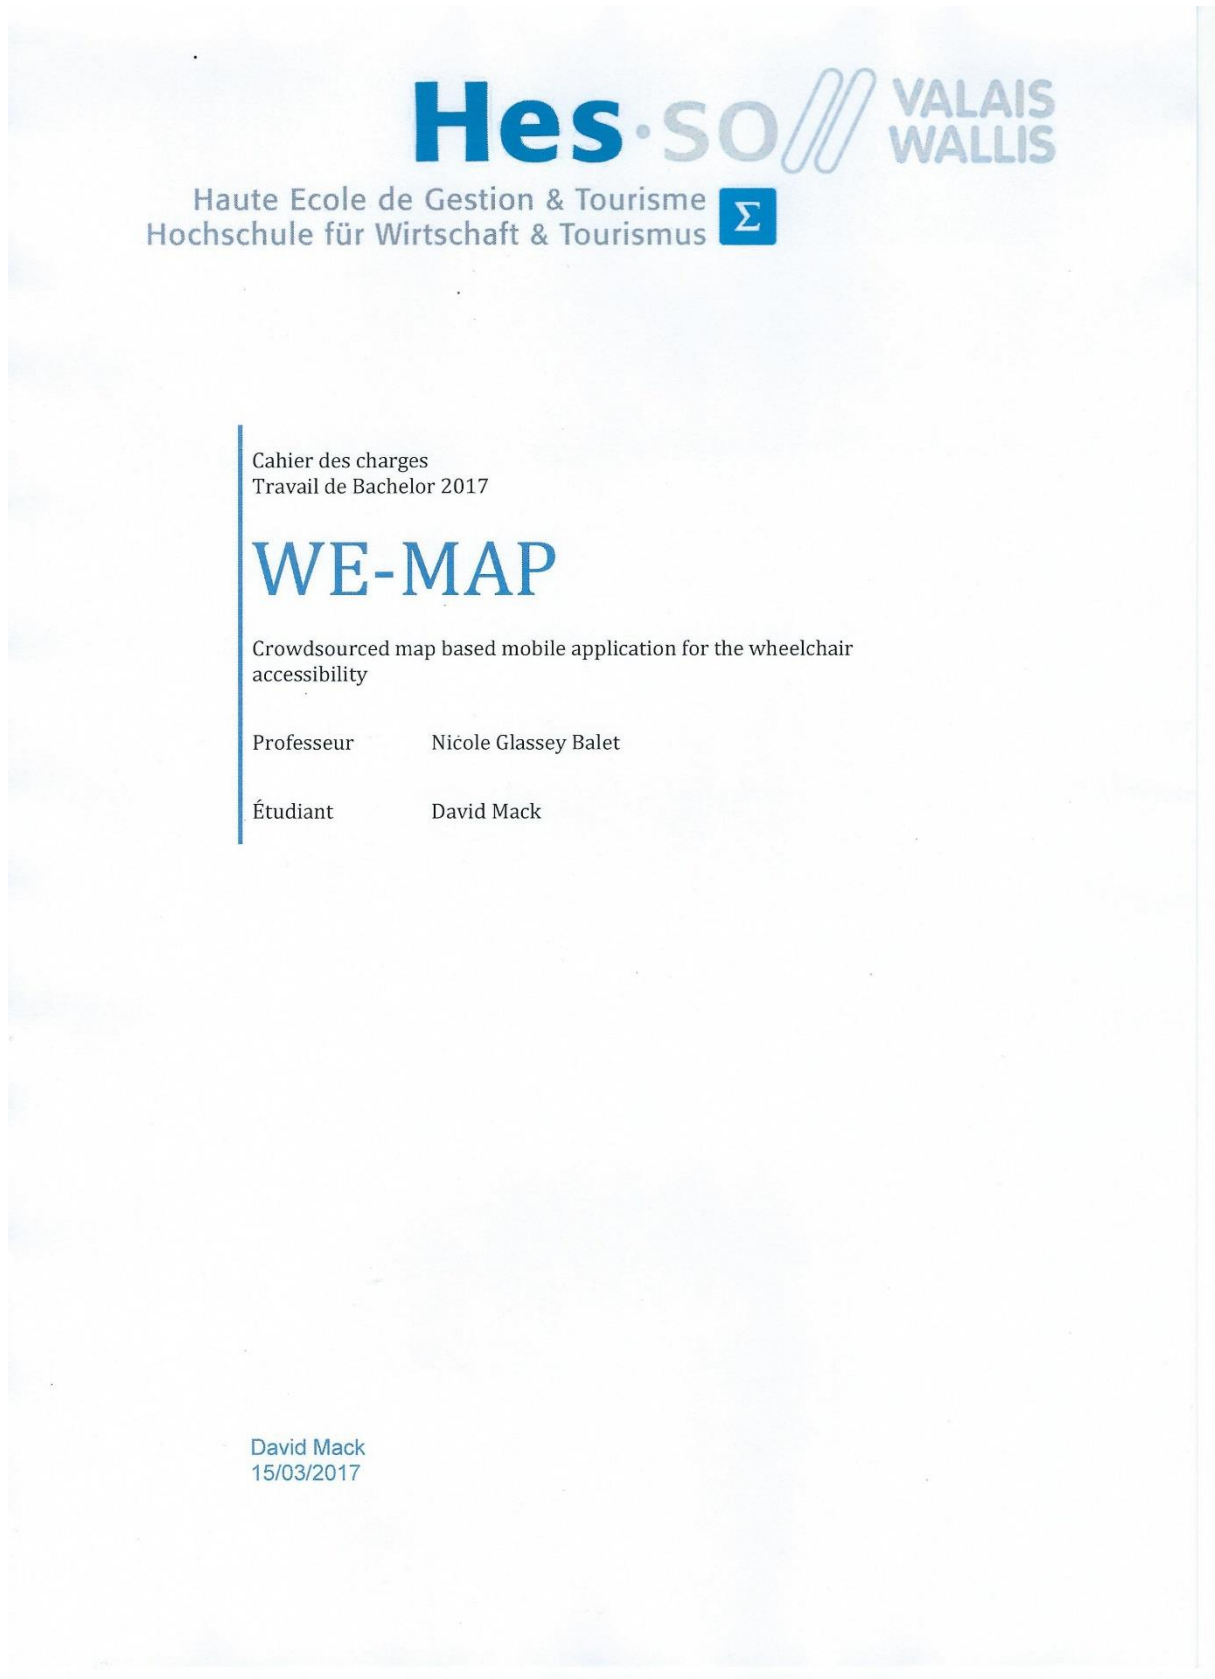 Hes·so VALAIS WALLIS
Haute Ecole de Gestion & Tourisme
Hochschule für Wirtschaft & Tourismus
Σ
Cahier des charges
Travail de Bachelor 2017
WE-MAP
Crowdsourced map based mobile application for the wheelchair
accessibility
Professeur Nicole Glassey Balet
Étudiant David Mack
David Mack
15/03/2017